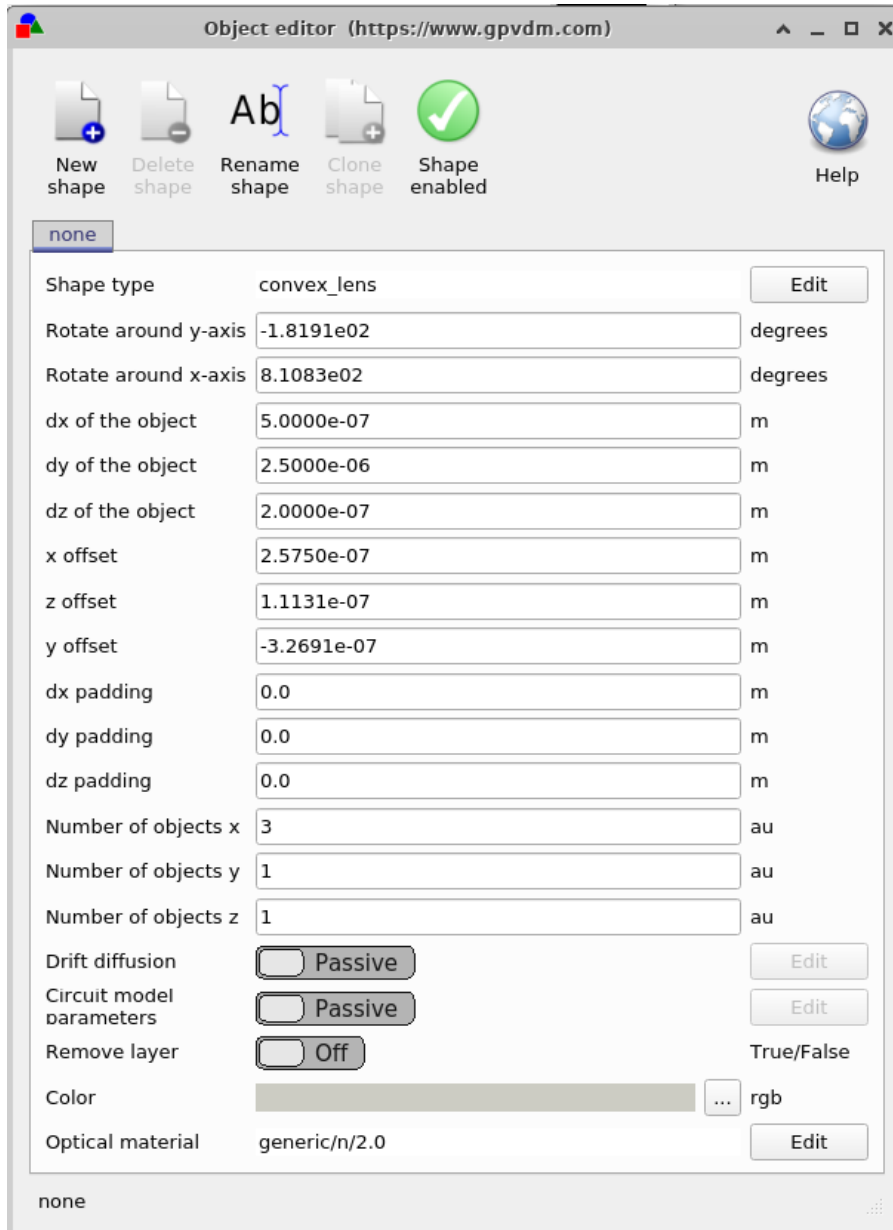 Object editor (https://www.gpvdm.com)
New shape
Delete shape
Ab
Rename shape
Clone shape
Shape enabled
Help
none
Shape type convex_lens Edit
Rotate around y-axis -1.8191e02 degrees
Rotate around x-axis 8.1083e02 degrees
dx of the object 5.0000e-07 m
dy of the object 2.5000e-06 m
dz of the object 2.0000e-07 m
x offset 2.5750e-07 m
z offset 1.1131e-07 m
y offset -3.2691e-07 m
dx padding 0.0 m
dy padding 0.0 m
dz padding 0.0 m
Number of objects x 3 au
Number of objects y 1 au
Number of objects z 1 au
Drift diffusion Passive Edit
Circuit model parameters Passive Edit
Remove layer Off True/False
Color ... rgb
Optical material generic/n/2.0 Edit
none